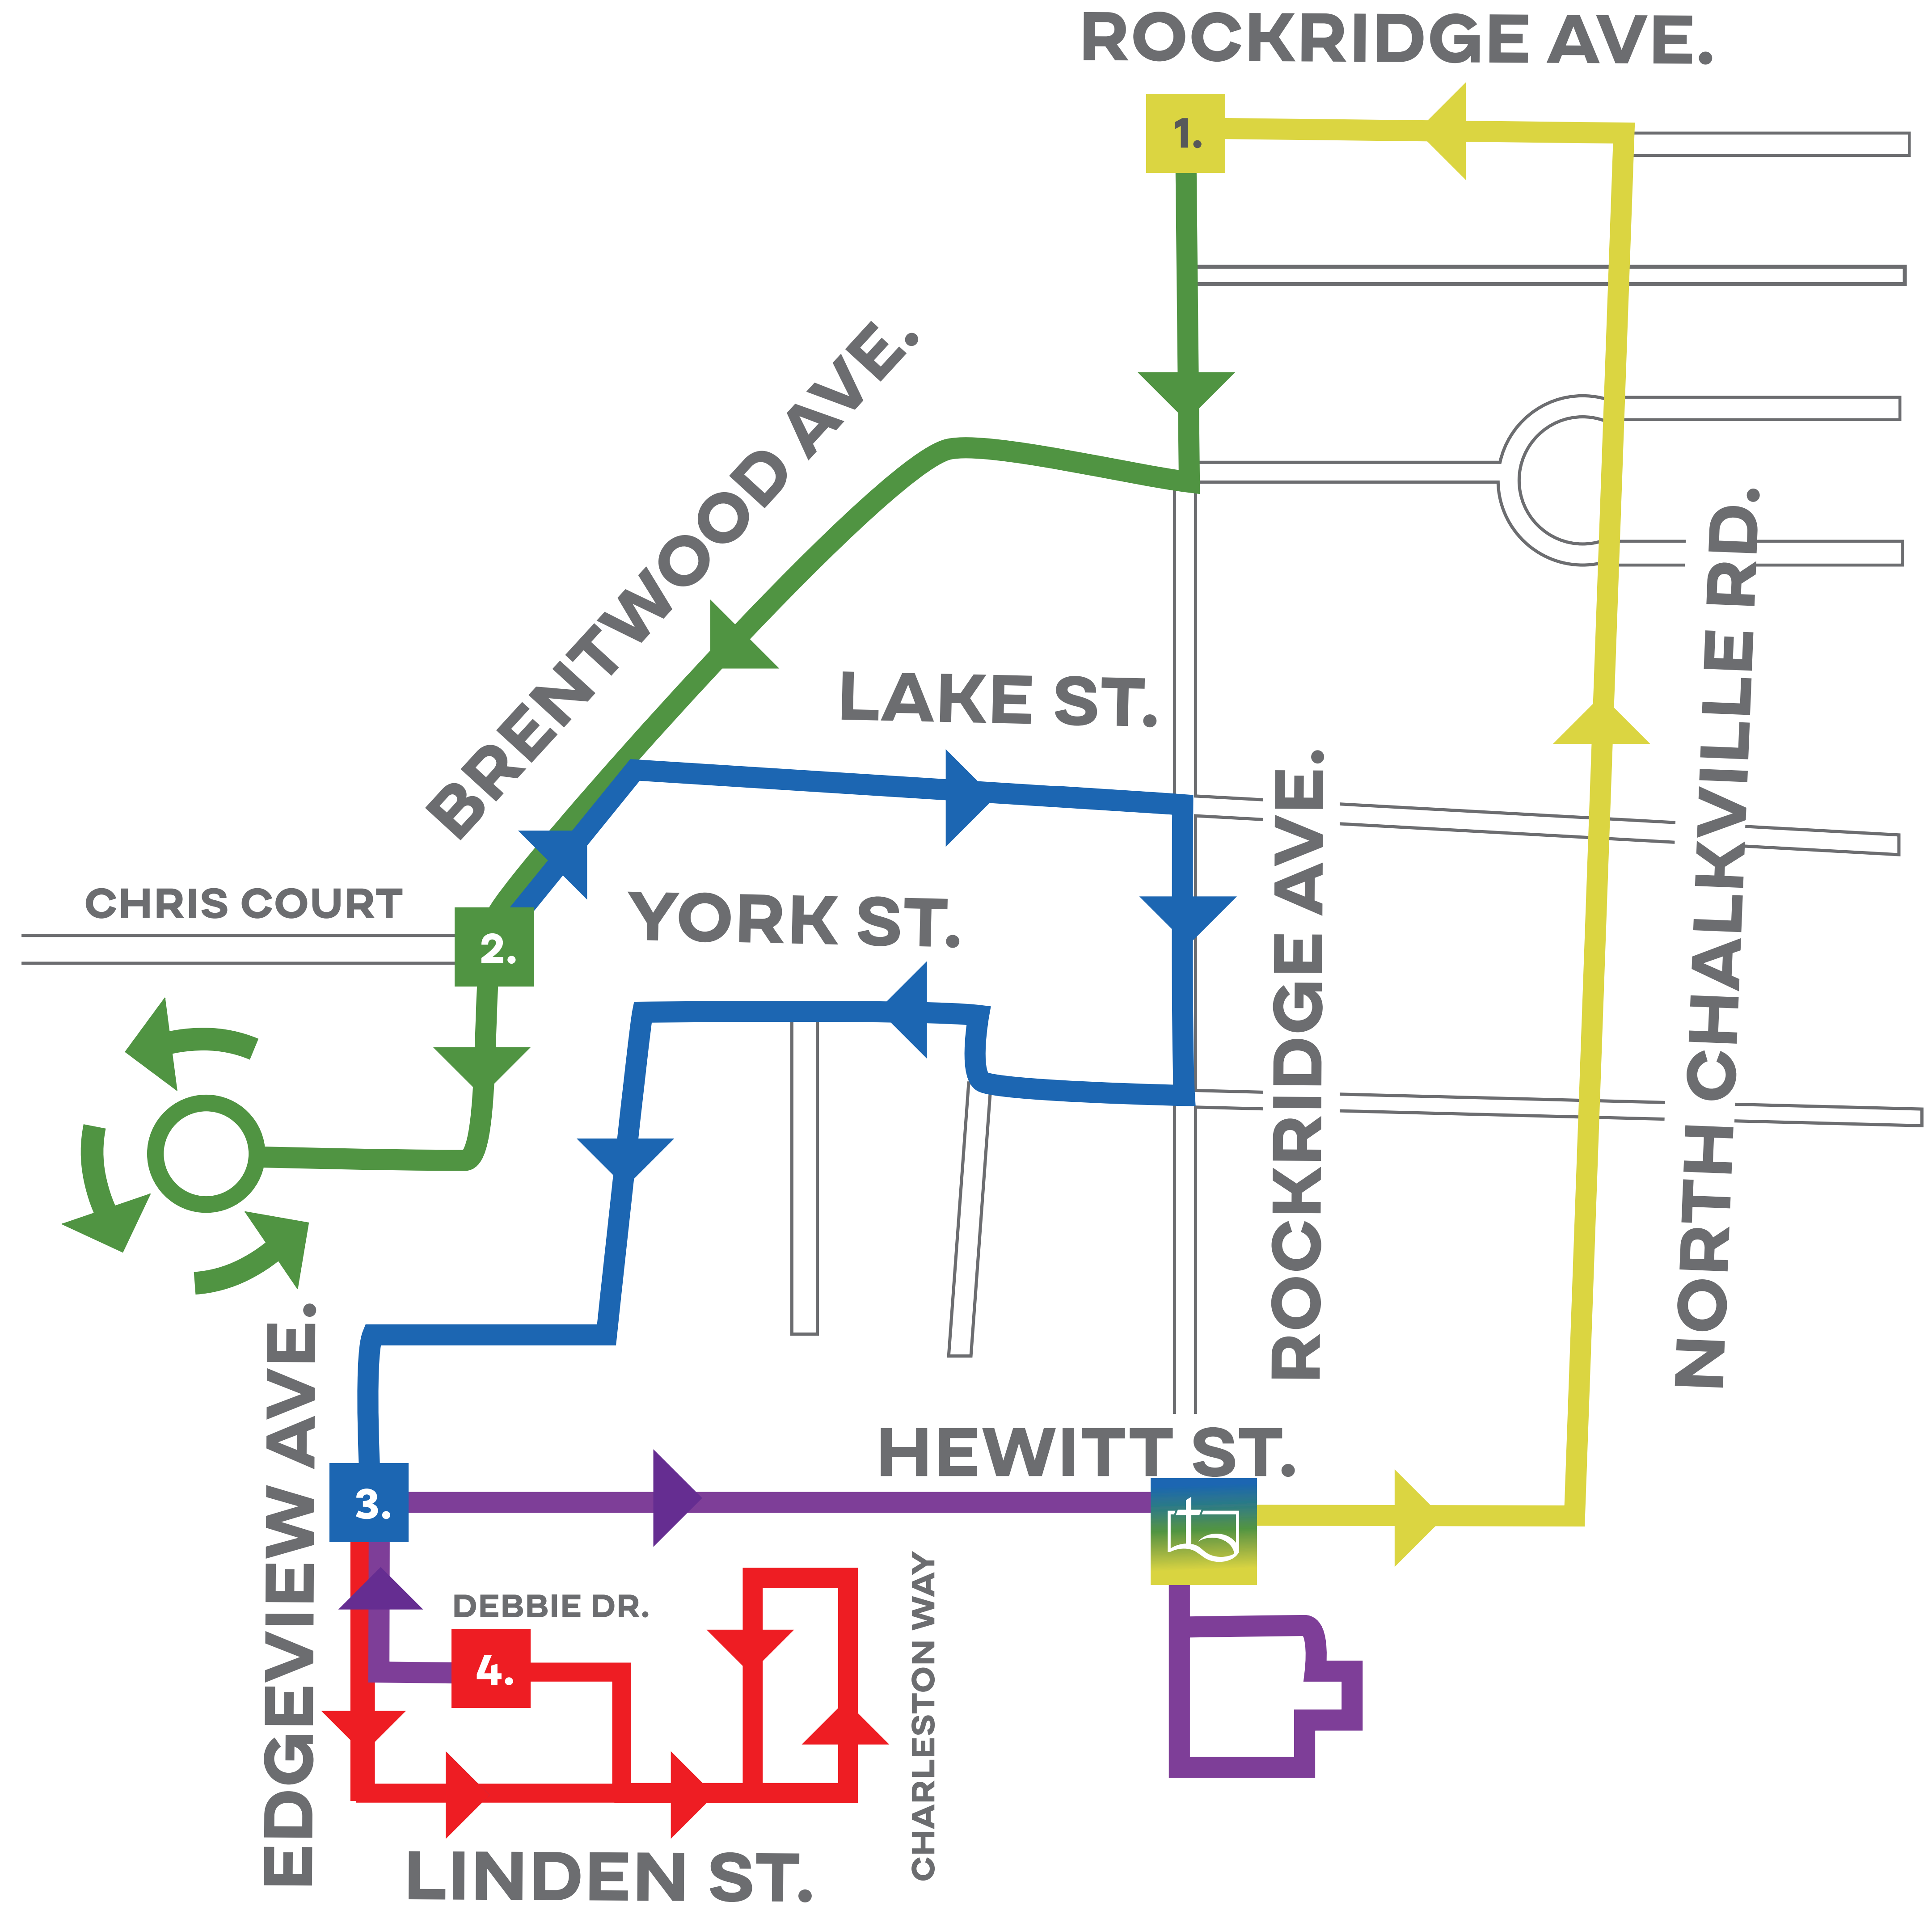 ROCKRIDGE AVE.
1.
BRENTWOOD AVE.
NORTH CHALKVILLE RD.
LAKE ST.
ROCKRIDGE AVE.
CHRIS COURT
YORK ST.
2.
EDGEVIEW AVE.
HEWITT ST.
3.
DEBBIE DR.
CHARLESTON WAY
4.
LINDEN ST.